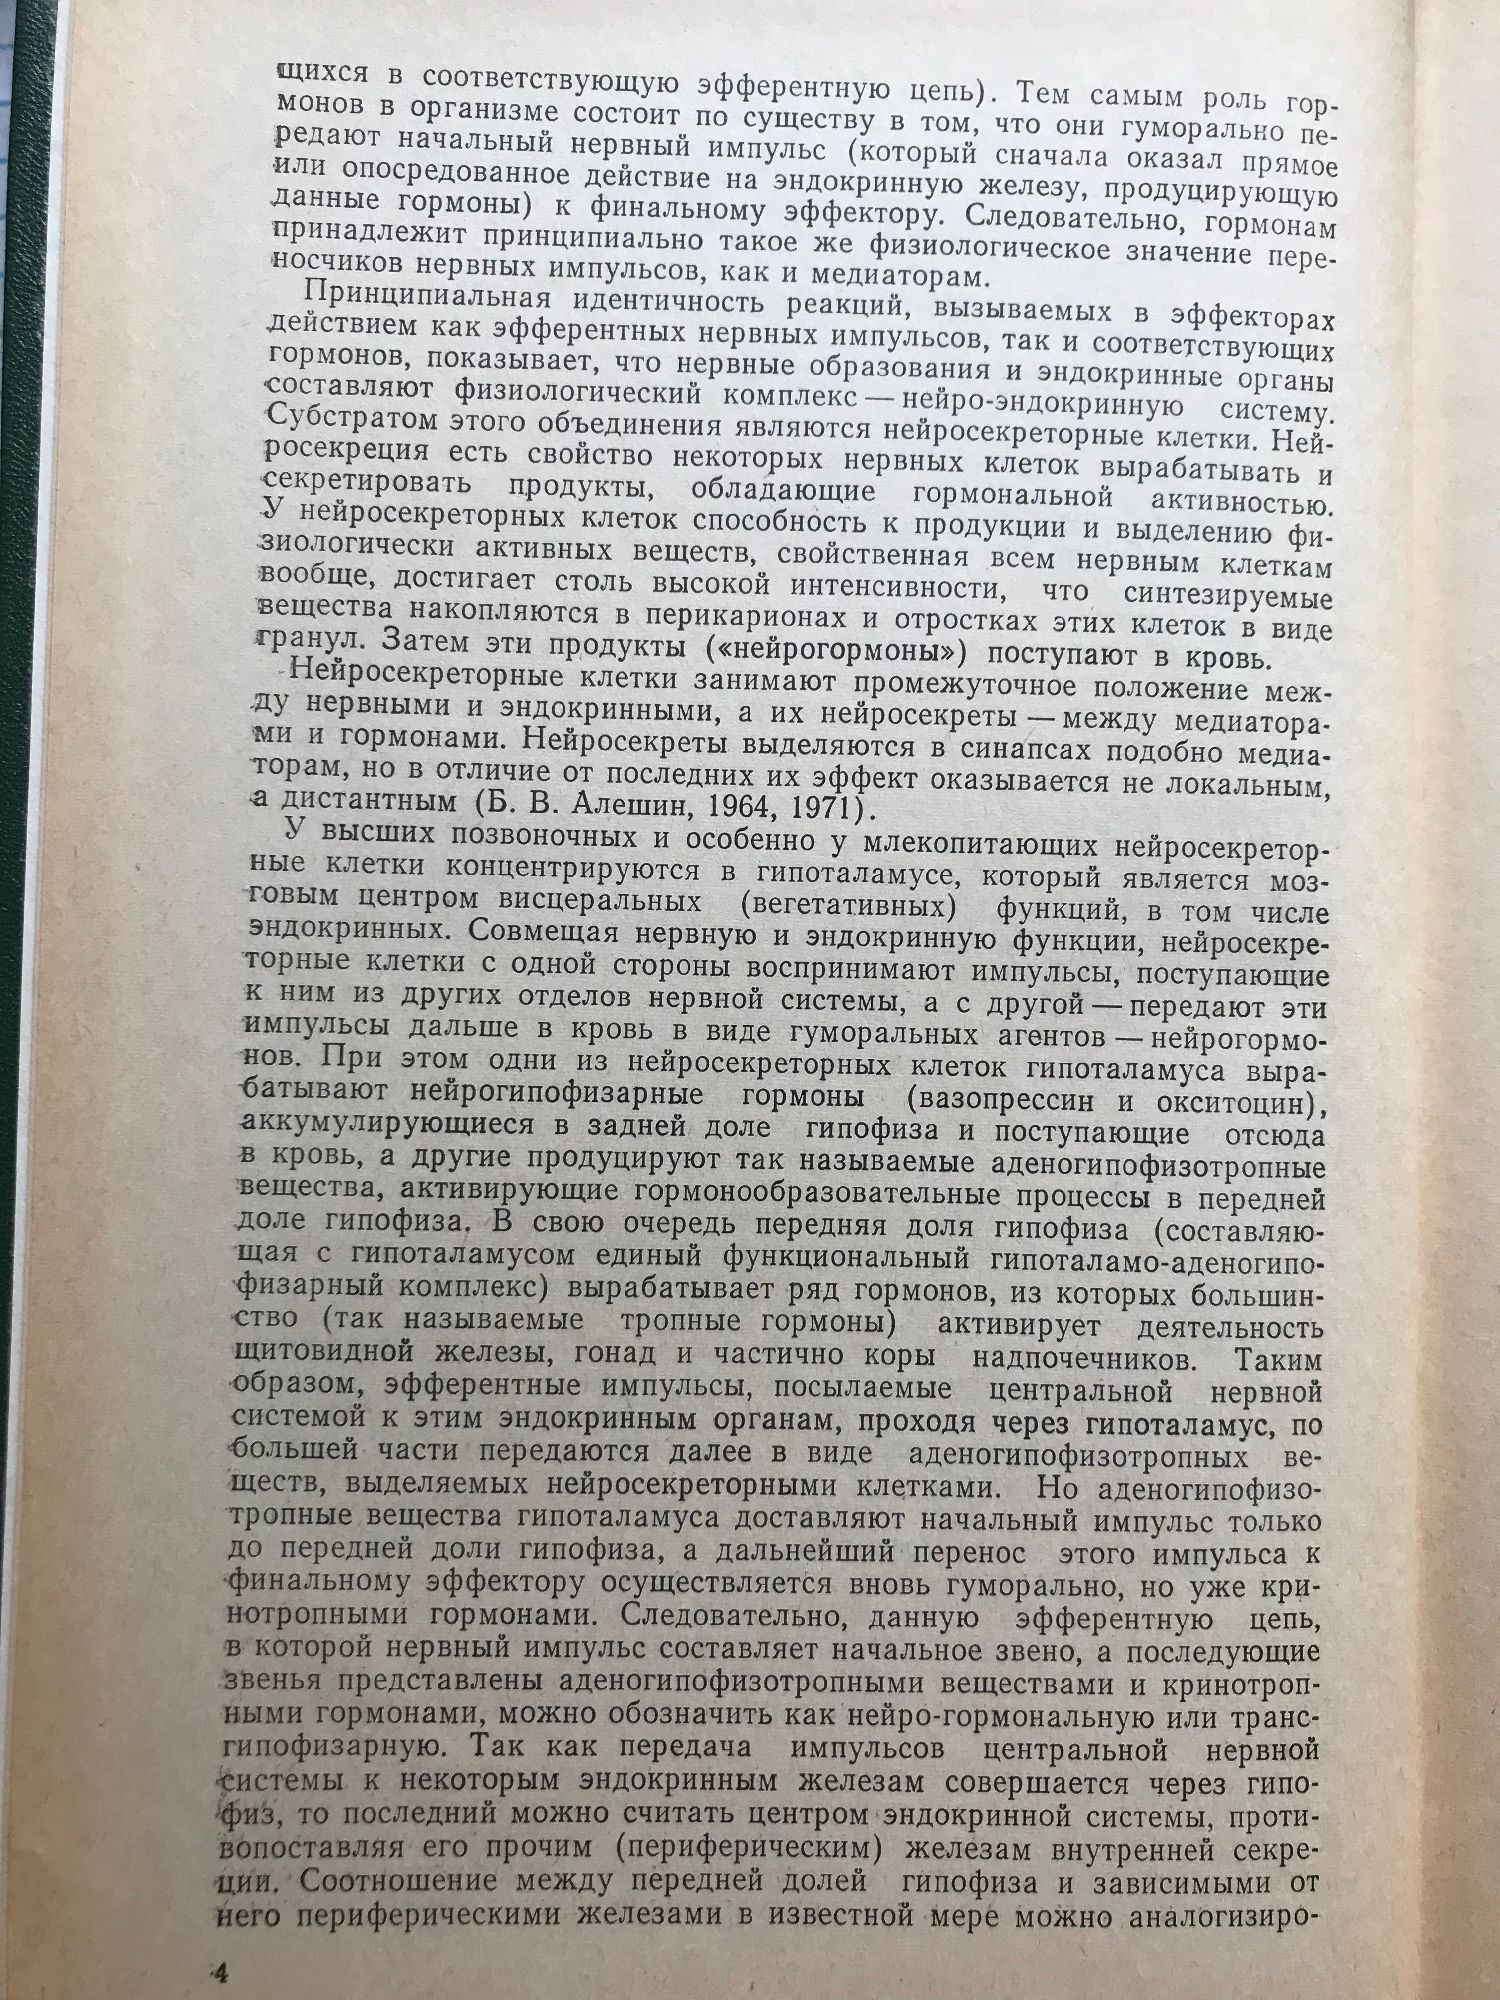 щихся в соответствующую эфферентную цепь). Тем самым роль гор-
монов в организме состоит по существу в том, что они гуморально пе-
редают начальный нервный импульс (который сначала оказал прямое
или опосредованное действие на эндокринную железу, продуцирующую
данные гормоны) к финальному эффектору. Следовательно, гормонам
принадлежит принципиально такое же физиологическое значение пере-
носчиков нервных импульсов, как и медиаторам.
Принципиальная идентичность реакций, вызываемых в эффекторах
действием как эфферентных нервных импульсов, так и соответствующих
гормонов, показывает, что нервные образования и эндокринные органы
составляют физиологический комплекс — нейро-эндокринную систему.
Субстратом этого объединения являются нейросекреторные клетки. Ней-
росекреция есть свойство некоторых нервных клеток вырабатывать и
секретировать продукты, обладающие гормональной активностью.
У нейросекреторных клеток способность к продукции и выделению фи-
зиологически активных веществ, свойственная всем нервным клеткам
вообще, достигает столь высокой интенсивности, что синтезируемые
вещества накопляются в перикарионах и отростках этих клеток в виде
гранул. Затем эти продукты («нейрогормоны») поступают в кровь.
Нейросекреторные клетки занимают промежуточное положение меж-
ду нервными и эндокринными, а их нейросекреты — между медиатора-
ми и гормонами. Нейросекреты выделяются в синапсах подобно медиа-
торам, но в отличие от последних их эффект оказывается не локальным,
а дистантным (Б. В. Алешин, 1964, 1971).
У высших позвоночных и особенно у млекопитающих нейросекретор-
ные клетки концентрируются в гипоталамусе, который является моз-
говым центром висцеральных (вегетативных) функций, в том числе
эндокринных. Совмещая нервную и эндокринную функции, нейросекре-
торные клетки с одной стороны воспринимают импульсы, поступающие
к ним из других отделов нервной системы, а с другой — передают эти
импульсы дальше в кровь в виде гуморальных агентов — нейрогормо-
нов. При этом одни из нейросекреторных клеток гипоталамуса выра-
батывают нейрогипофизарные гормоны (вазопрессин и окситоцин),
аккумулирующиеся в задней доле гипофиза и поступающие отсюда
в кровь, а другие продуцируют так называемые аденогипофизотропные
вещества, активирующие гормонообразовательные процессы в передней
доле гипофиза. В свою очередь передняя доля гипофиза (составляю-
щая с гипоталамусом единый функциональный гипоталамо-аденогипо-
физарный комплекс) вырабатывает ряд гормонов, из которых большин-
ство (так называемые тропные гормоны) активирует деятельность
щитовидной железы, гонад и частично коры надпочечников. Таким
образом, эфферентные импульсы, посылаемые центральной нервной
системой к этим эндокринным органам, проходя через гипоталамус, по
большей части передаются далее в виде аденогипофизотропных ве-
ществ, выделяемых нейросекреторными клетками. Но аденогипофизо-
тропные вещества гипоталамуса доставляют начальный импульс только
до передней доли гипофиза, а дальнейший перенос этого импульса к
финальному эффектору осуществляется вновь гуморально, но уже кри-
нотропными гормонами. Следовательно, данную эфферентную цепь,
в которой нервный импульс составляет начальное звено, а последующие
звенья представлены аденогипофизотропными веществами и кринотроп-
ными гормонами, можно обозначить как нейро-гормональную или транс-
гипофизарную. Так как передача импульсов центральной нервной
системы к некоторым эндокринным железам совершается через гипо-
физ, то последний можно считать центром эндокринной системы, проти-
вопоставляя его прочим (периферическим) железам внутренней секре-
ции. Соотношение между передней долей гипофиза и зависимыми от
него периферическими железами в известной мере можно аналогизиро-
4